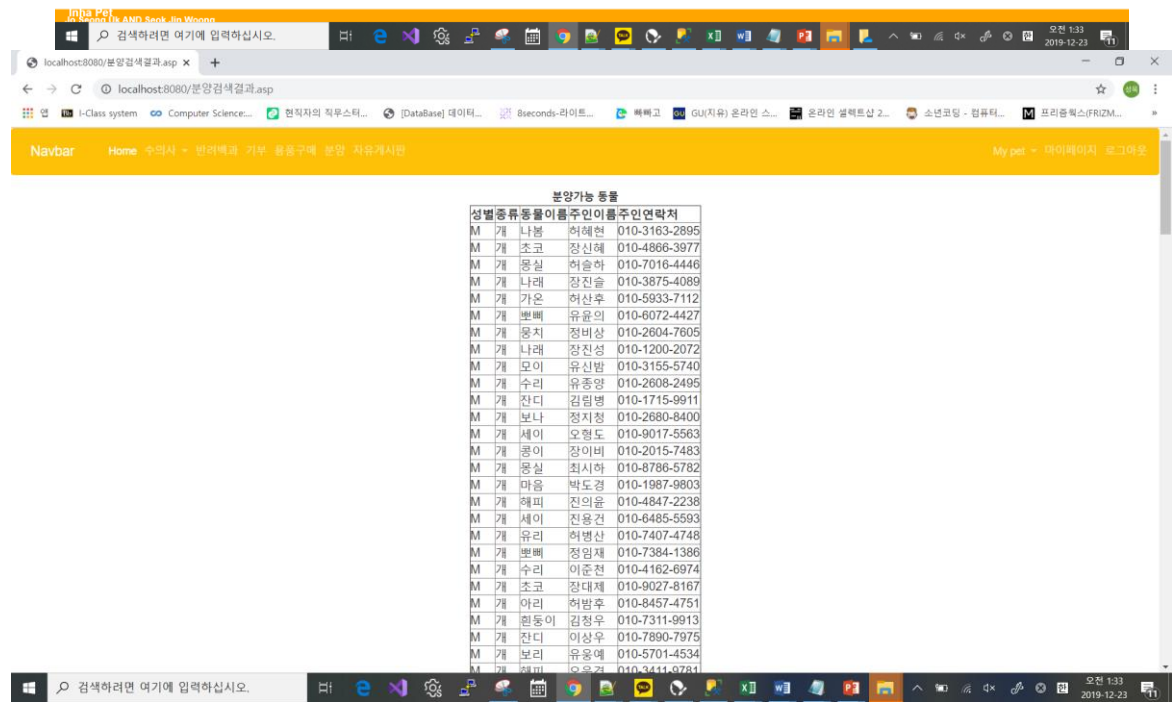 Inha Pet
Jo Seong Uk AND Seok Jin Woong
검색하려면 여기에 입력하십시오.
오전 1:33
2019-12-23
localhost:8080/분양검색결과.asp
localhost:8080/분양검색결과.asp
앱 I-Class system Computer Science:... 현직자의 직무스터... [DataBase] 데이터... 8seconds-라이트... 빠빠고 GU(지유) 온라인 스... 온라인 셀렉트샵 2... 소년코딩 - 컴퓨터... 프리즘웍스(FRIZM...
Navbar Home 수의사 반려백과 기부 용품구매 분양 자유게시판 My pet 마이페이지 로그아웃
분양가능 동물
성별 종류 동물이름 주인이름 주인연락처
M 개 나봉 허혜현 010-3163-2895
M 개 초코 장신혜 010-4866-3977
M 개 몽실 허슬하 010-7016-4446
M 개 나래 장진슬 010-3875-4089
M 개 가온 허산후 010-5933-7112
M 개 뽀삐 유윤의 010-6072-4427
M 개 뭉치 정비상 010-2604-7605
M 개 나래 장진성 010-1200-2072
M 개 모이 유신밤 010-3155-5740
M 개 수리 유종양 010-2608-2495
M 개 잔디 김림병 010-1715-9911
M 개 보나 정지청 010-2680-8400
M 개 세이 오형도 010-9017-5563
M 개 콩이 장이비 010-2015-7483
M 개 몽실 최시하 010-8786-5782
M 개 마음 박도경 010-1987-9803
M 개 해피 진의윤 010-4847-2238
M 개 세이 진용건 010-6485-5593
M 개 유리 허병산 010-7407-4748
M 개 뽀삐 정임재 010-7384-1386
M 개 수리 이준천 010-4162-6974
M 개 초코 장대제 010-9027-8167
M 개 아리 허밤후 010-8457-4751
M 개 흰둥이 김청우 010-7311-9913
M 개 잔디 이상우 010-7890-7975
M 개 보리 유웅예 010-5701-4534
M 개 해피 010-3411-9781
검색하려면 여기에 입력하십시오.
오전 1:33
2019-12-23